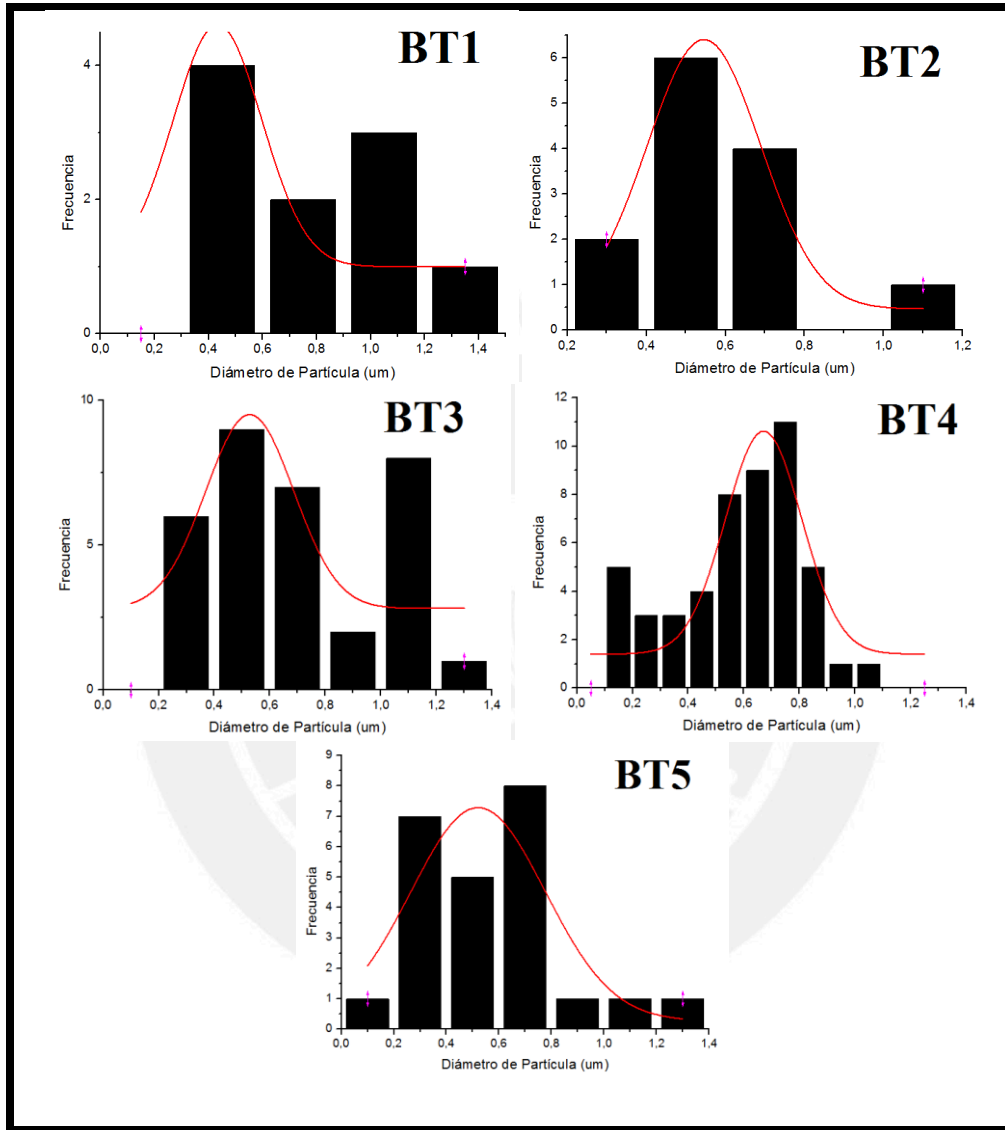 BT1
4
2
0
Frecuencia
0,0 0,2 0,4 0,6 0,8 1,0 1,2 1,4
Diámetro de Partícula (um)
BT2
6
5
4
3
2
1
0
Frecuencia
0,2 0,4 0,6 0,8 1,0 1,2
Diámetro de Partícula (um)
BT3
10
5
0
Frecuencia
0,0 0,2 0,4 0,6 0,8 1,0 1,2 1,4
Diámetro de Partícula (um)
BT4
12
10
8
6
4
2
0
Frecuencia
0,0 0,2 0,4 0,6 0,8 1,0 1,2 1,4
Diámetro de Partícula (um)
BT5
9
8
7
6
5
4
3
2
1
0
Frecuencia
0,0 0,2 0,4 0,6 0,8 1,0 1,2 1,4
Diámetro de Partícula (um)